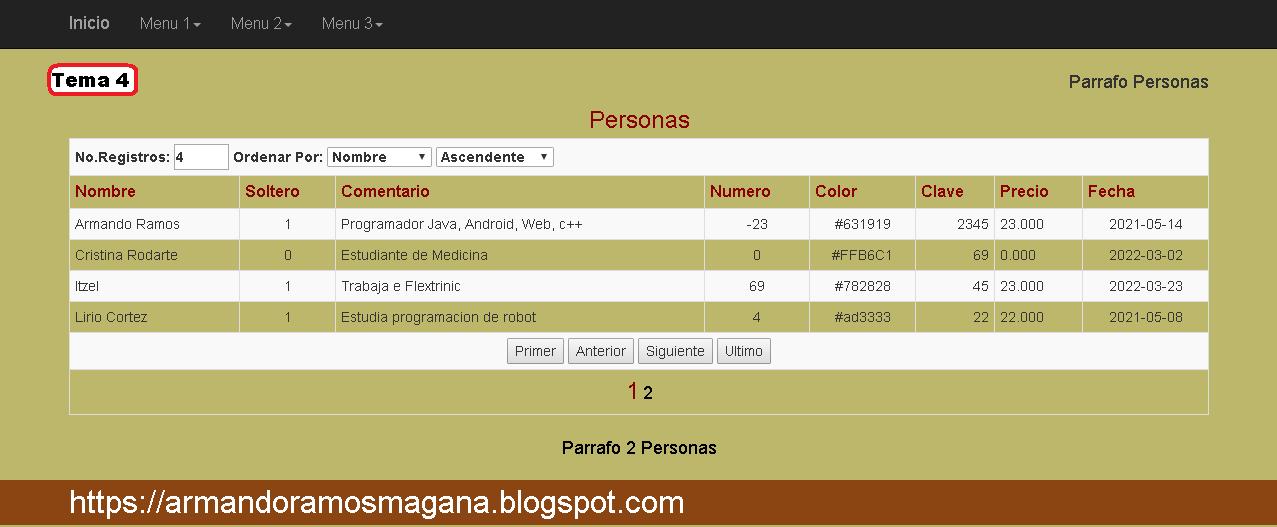 Inicio Menu 1 Menu 2 Menu 3
Tema 4
Parrafo Personas
Personas
No.Registros: 4 Ordenar Por: Nombre Ascendente
Nombre Soltero Comentario Numero Color Clave Precio Fecha
Armando Ramos 1 Programador Java, Android, Web, c++ -23 #631919 2345 23.000 2021-05-14
Cristina Rodarte 0 Estudiante de Medicina 0 #FFB6C1 69 0.000 2022-03-02
Itzel 1 Trabaja e Flextrinic 69 #782828 45 23.000 2022-03-23
Lirio Cortez 1 Estudia programacion de robot 4 #ad3333 22 22.000 2021-05-08
Primer Anterior Siguiente Ultimo
1 2
Parrafo 2 Personas
https://armandoramosmagana.blogspot.com